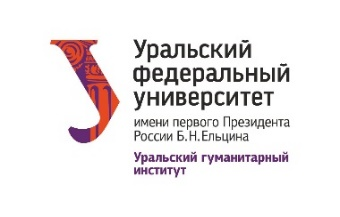 Уральский
федеральный
университет
имени первого Президента
России Б.Н.Ельцина
Уральский гуманитарный
институт